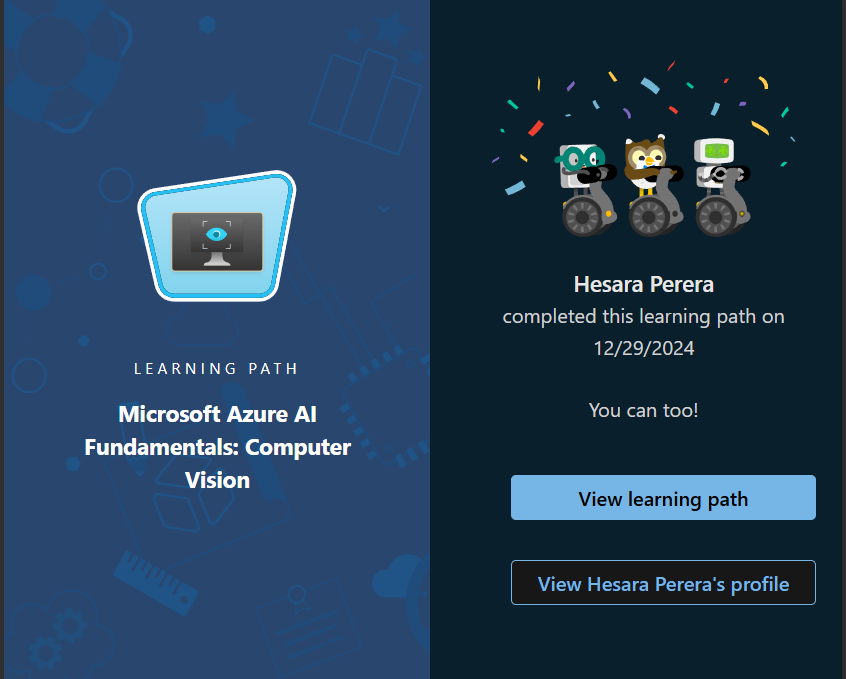 LEARNING PATH
Microsoft Azure AI
Fundamentals: Computer
Vision
Hesara Perera
completed this learning path on
12/29/2024
You can too!
View learning path
View Hesara Perera's profile